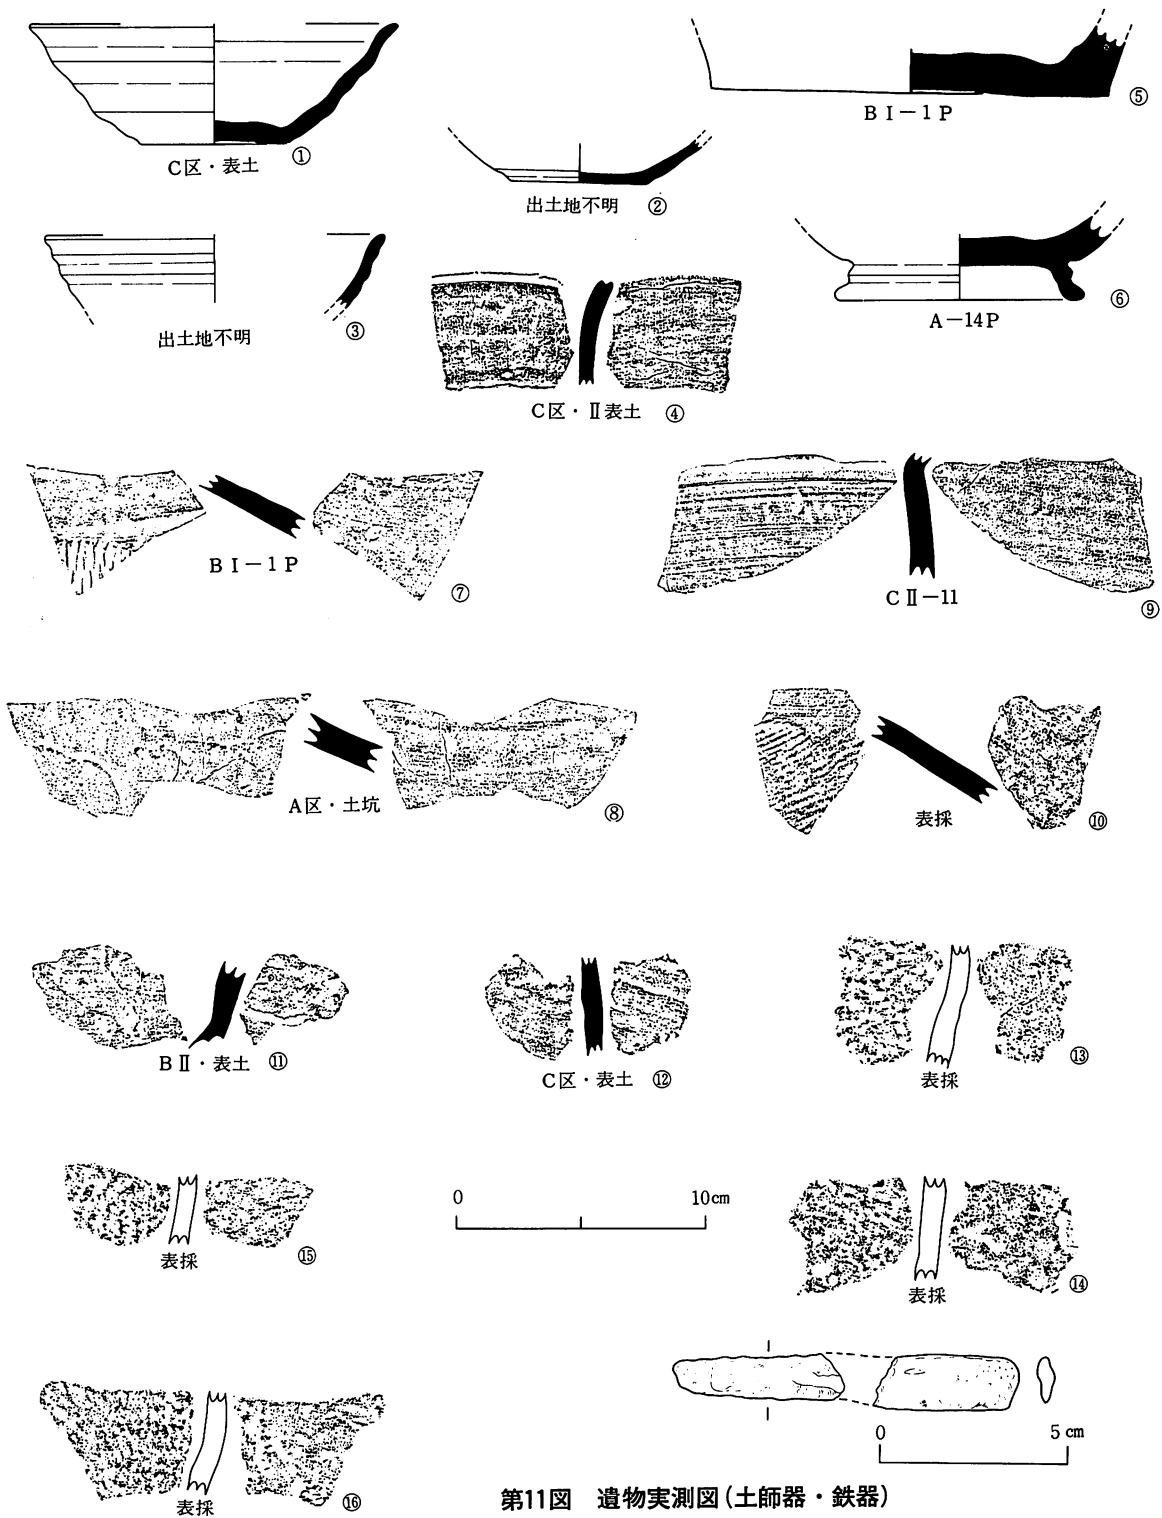 C区・表土 ①
出土地不明 ②
BⅠ－1P ⑤
出土地不明 ③
C区・Ⅱ表土 ④
A－14P ⑥
BⅠ－1P ⑦
CⅡ－11 ⑨
A区・土坑 ⑧
表採 ⑩
BⅡ・表土 ⑪
C区・表土 ⑫
表採 ⑬
表採 ⑮
0 10cm
表採 ⑭
表採 ⑯
0 5cm
第11図 遺物実測図(土師器・鉄器)